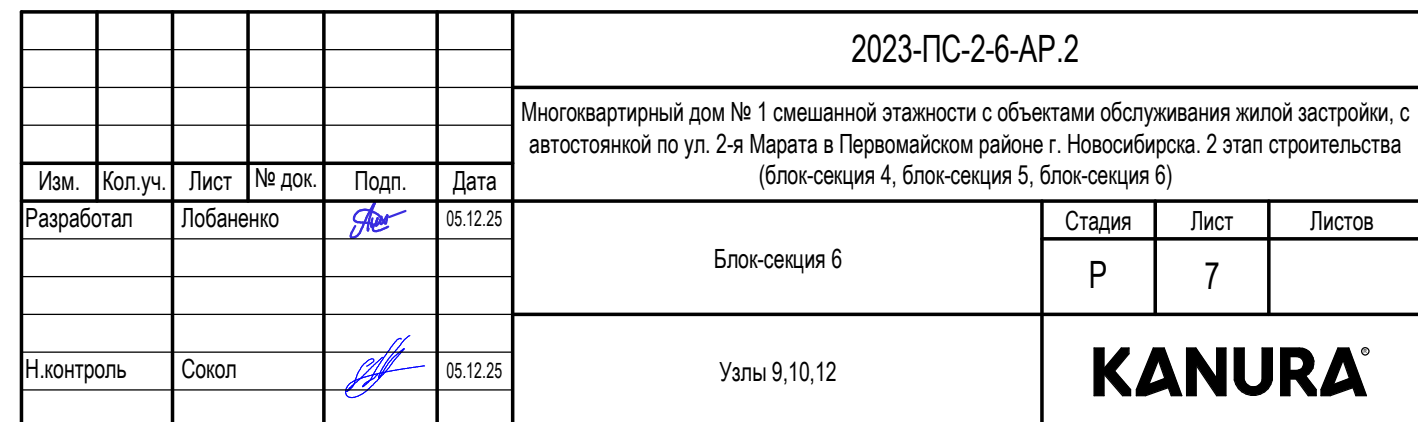 2023-ПС-2-6-АР.2
Многоквартирный дом № 1 смешанной этажности с объектами обслуживания жилой застройки, с
автостоянкой по ул. 2-я Марата в Первомайском районе г. Новосибирска. 2 этап строительства
(блок-секция 4, блок-секция 5, блок-секция 6)
Изм. Кол.уч. Лист № док. Подп. Дата
Разработал Лобаненко 05.12.25
Блок-секция 6
Стадия Лист Листов
Р 7
Н.контроль Сокол 05.12.25
Узлы 9,10,12
KANURA®